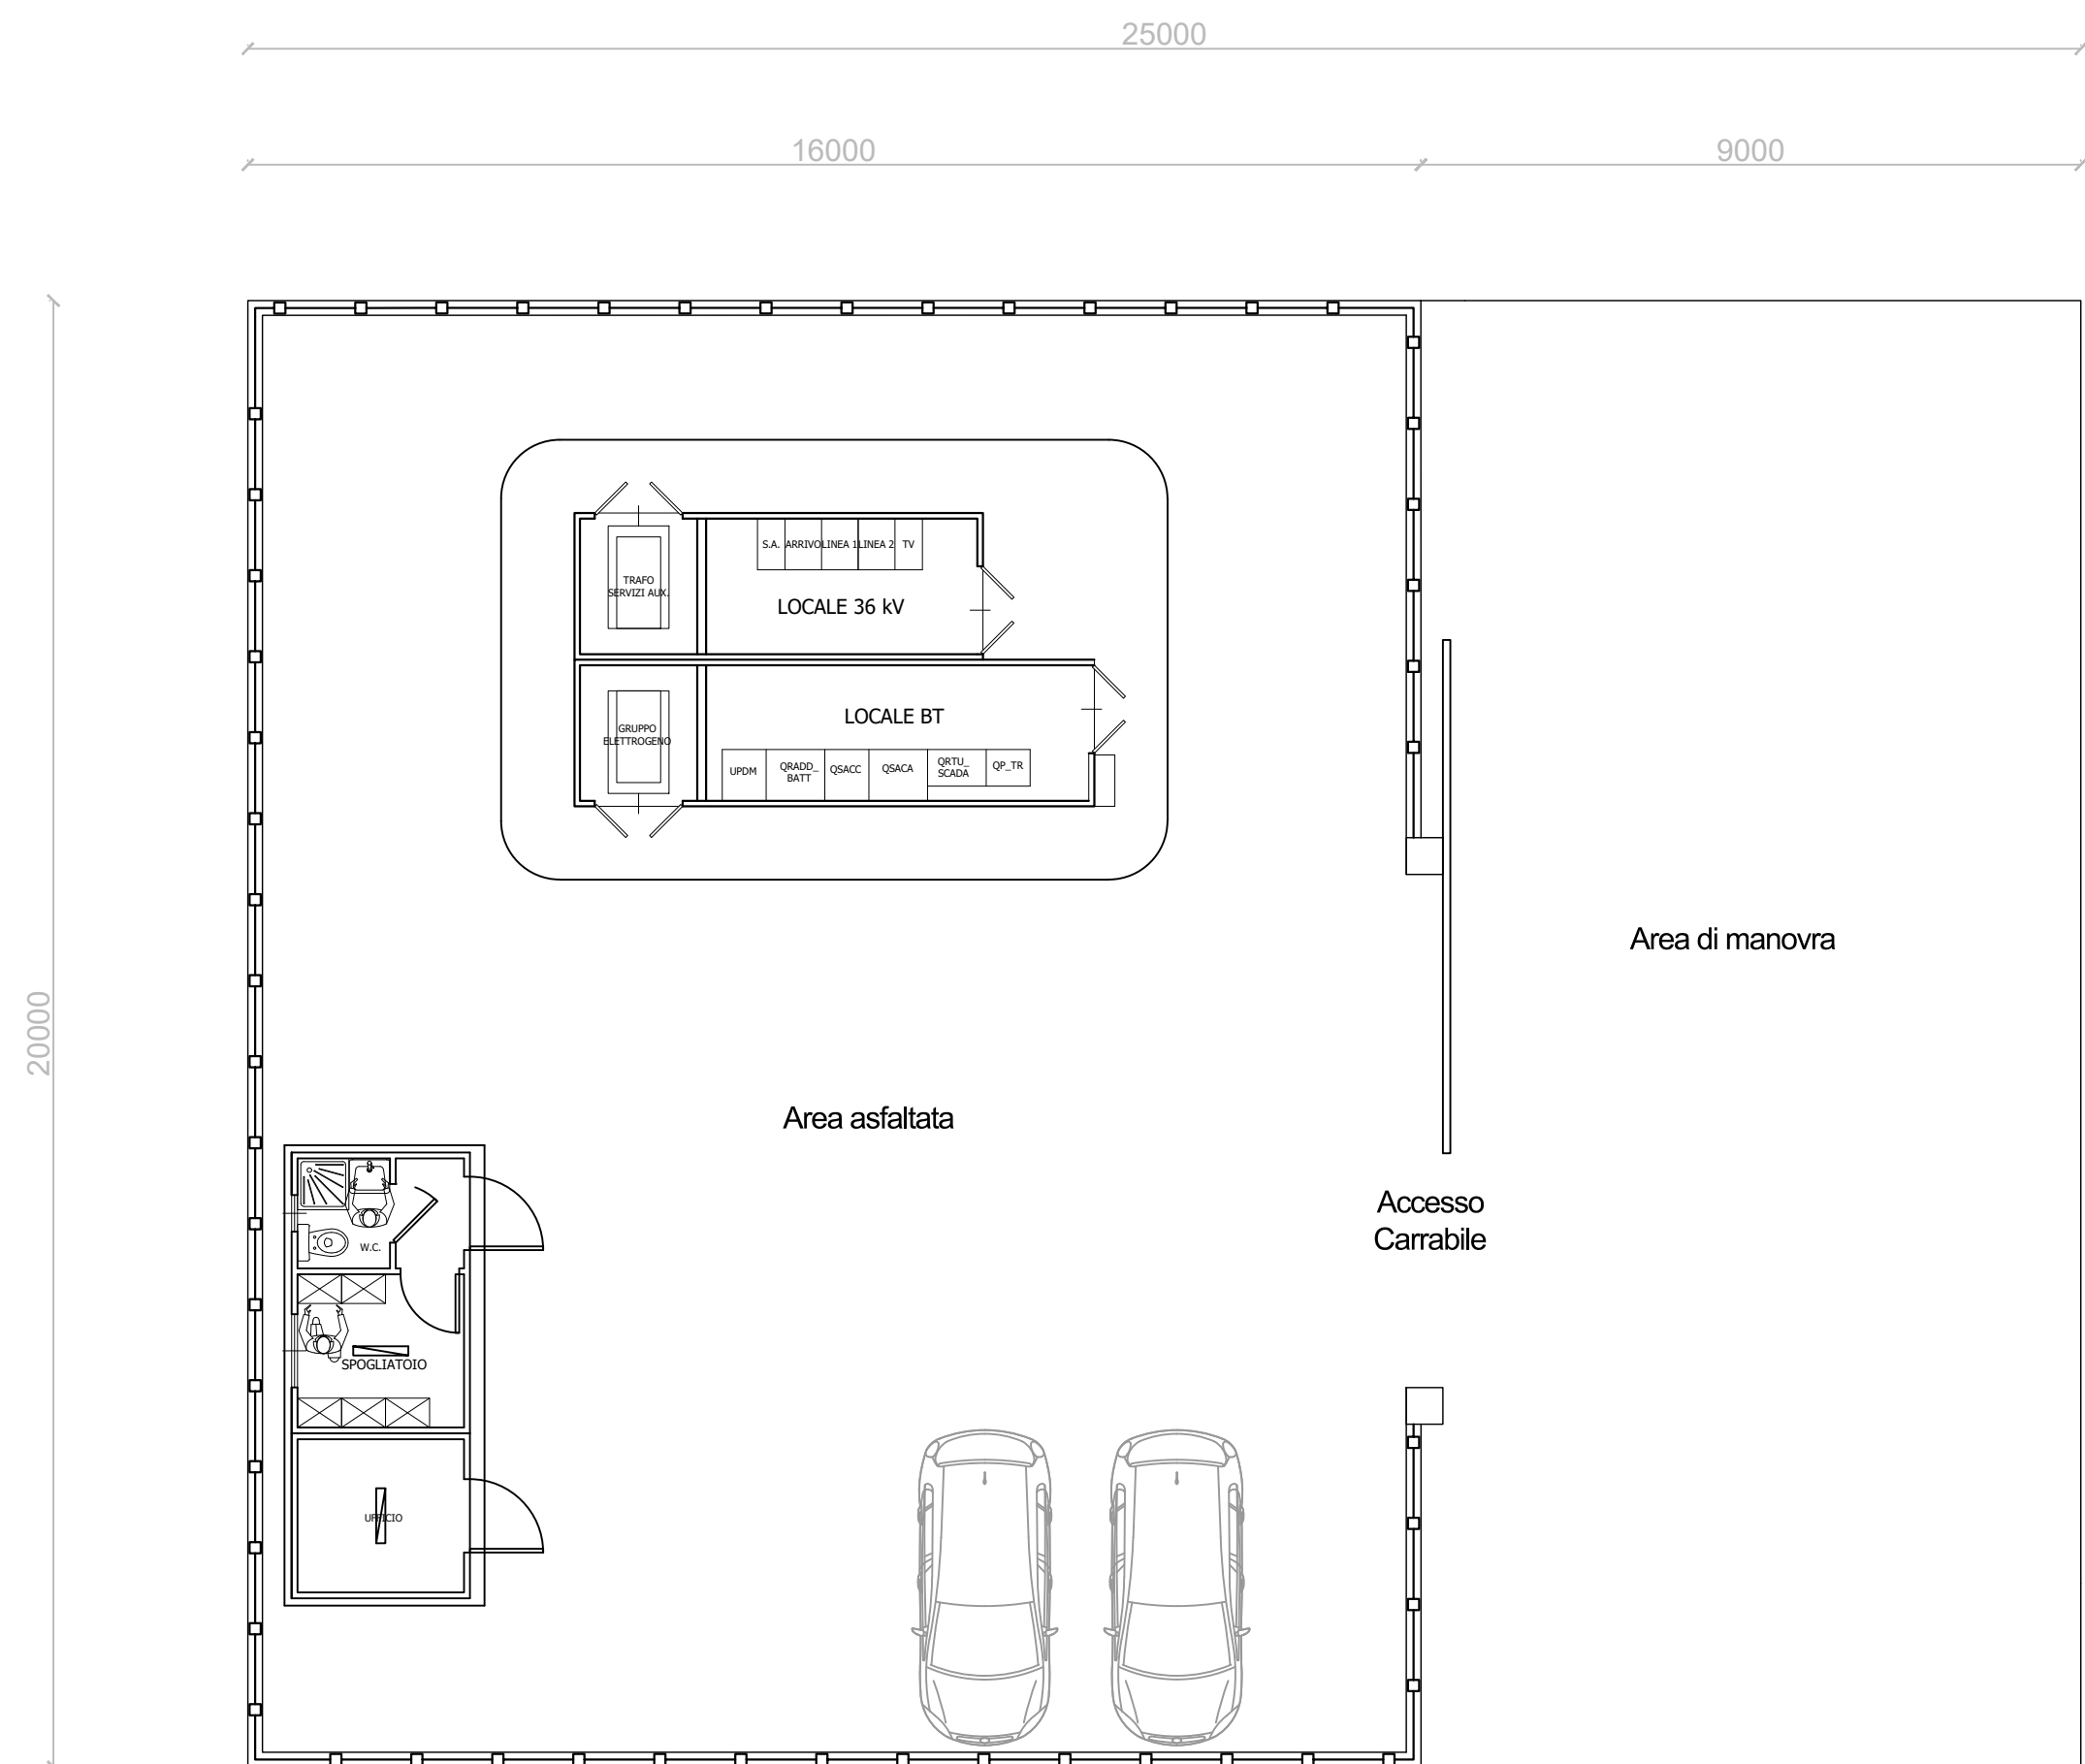 25000
16000
9000
20000
S.A.
ARRIVO
LINEA 1
LINEA 2
TV
TRAFO
SERVIZI AUX.
LOCALE 36 kV
GRUPPO
ELETTROGENO
LOCALE BT
UPDM
QRADD_
BATT
QSACC
QSACA
QRTU_
SCADA
QP_TR
Area di manovra
Area asfaltata
Accesso
Carrabile
W.C.
SPOGLIATOIO
UFFICIO